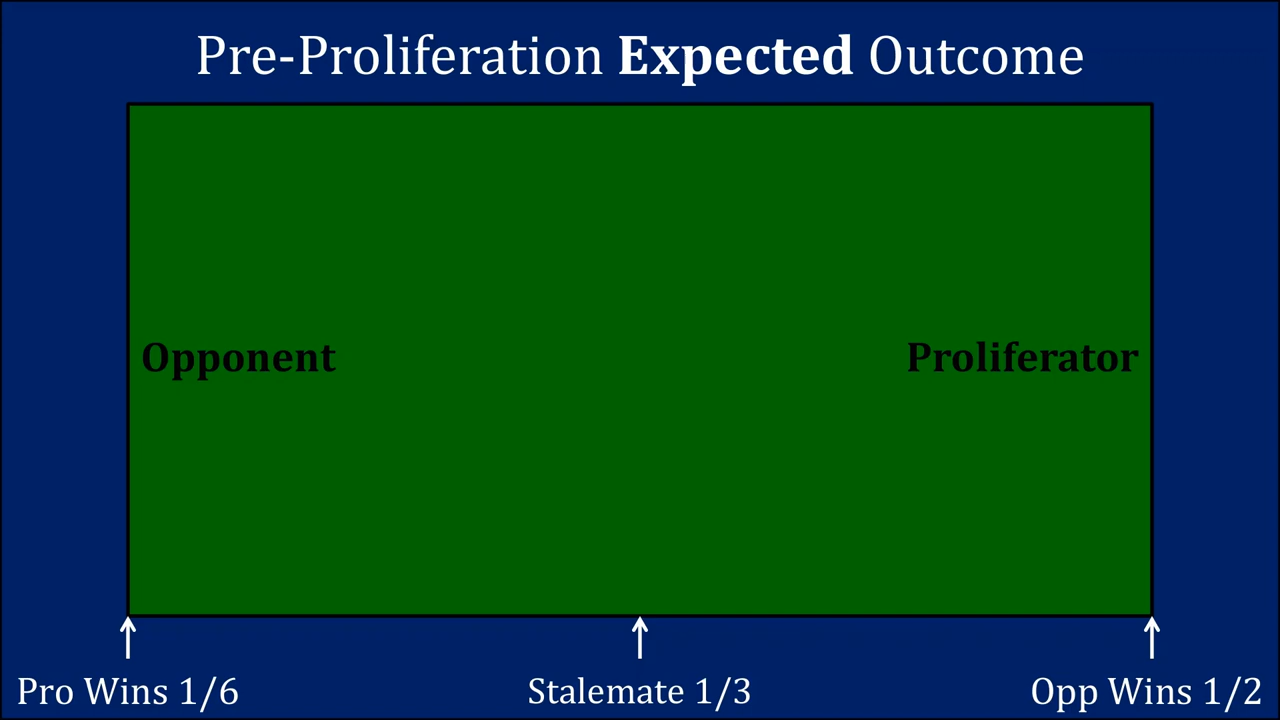 Pre-Proliferation Expected Outcome
Opponent
Proliferator
Pro Wins 1/6
Stalemate 1/3
Opp Wins 1/2